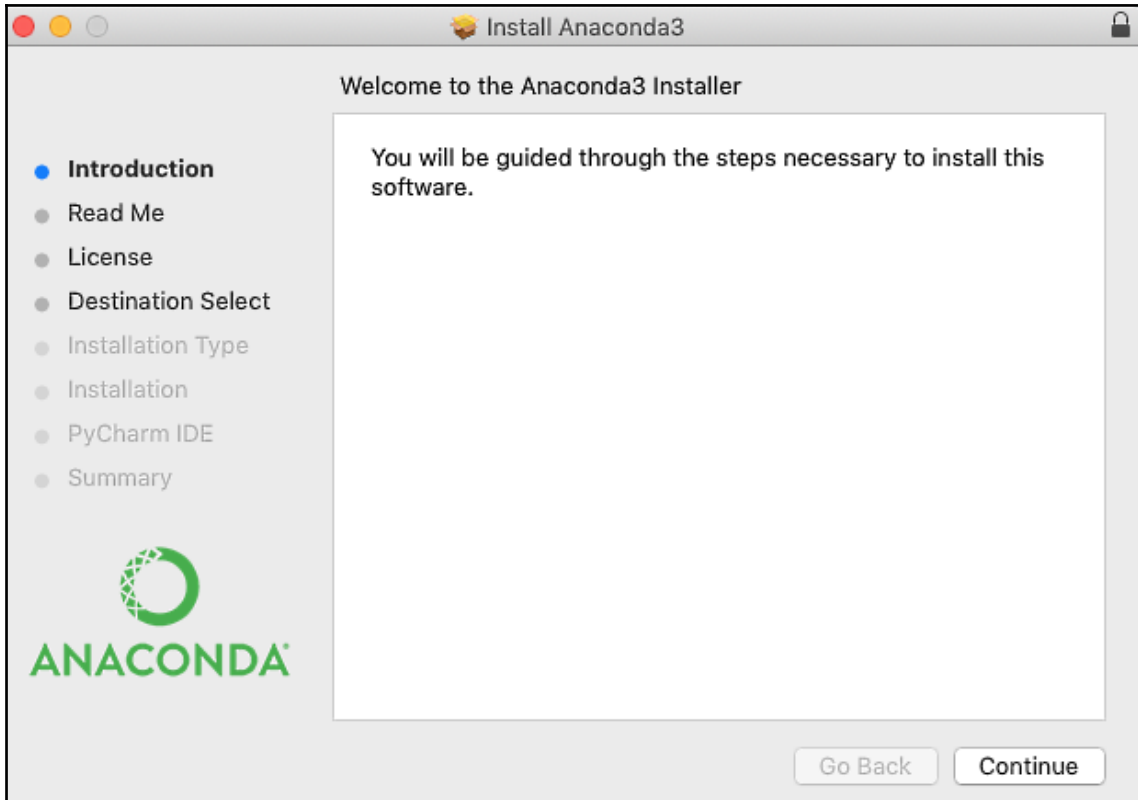 Install Anaconda3
Welcome to the Anaconda3 Installer
Introduction
Read Me
License
Destination Select
Installation Type
Installation
PyCharm IDE
Summary
ANACONDA
You will be guided through the steps necessary to install this
software.
Go Back
Continue